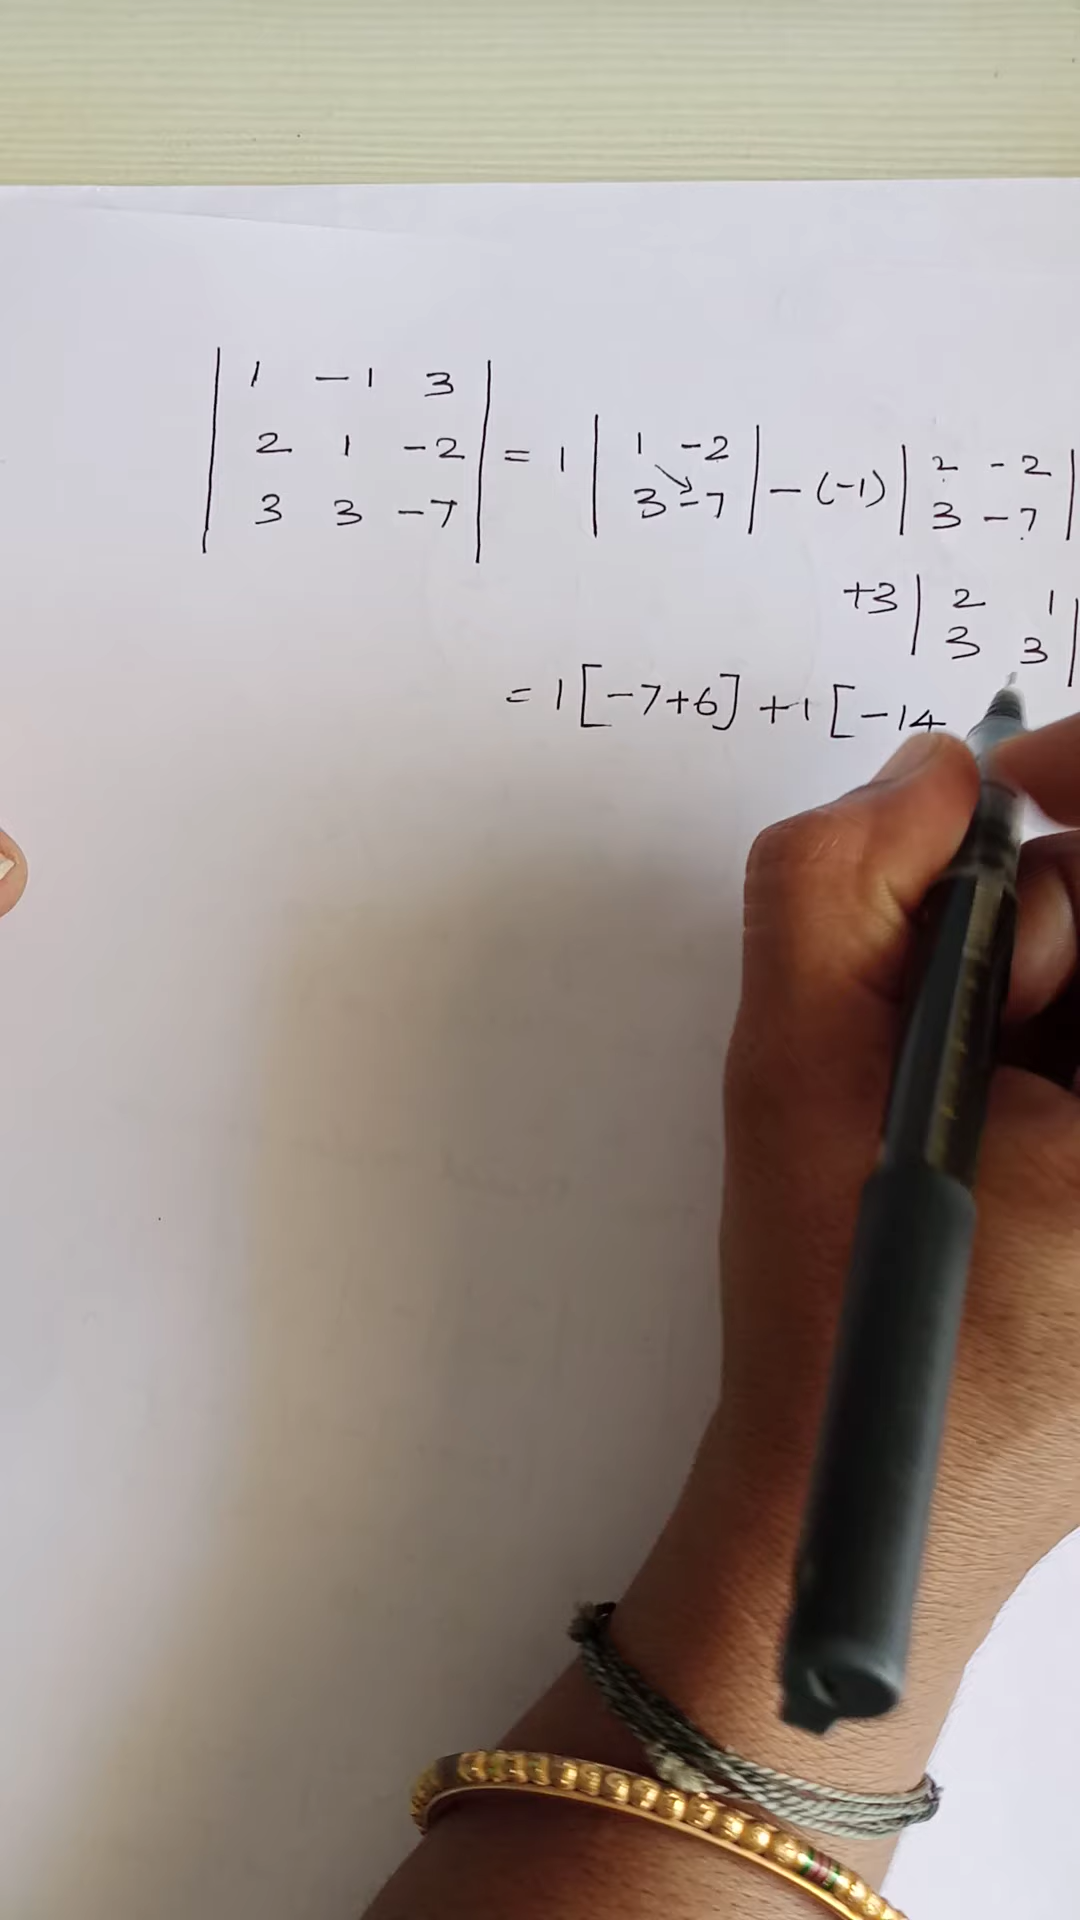 | 1 -1 3 |
| 2 1 -2 | = 1 | 1 -2 | - (-1) | 2 -2 |
| 3 3 -7 | | 3 -7 | | 3 -7 |
+3 | 2 1 |
| 3 3 |
= 1 [-7+6] +1 [-14